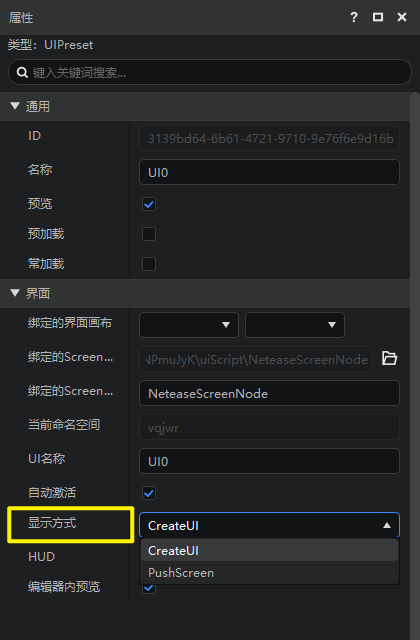 属性 ?
类型：UIPreset
键入关键词搜索...
通用
ID 3139bd64-6b61-4721-9710-9e76f6e9d16b
名称 UI0
预览
预加载
常加载
界面
绑定的界面画布
绑定的Screen... \uiScript\NeteaseScreenNode
绑定的Screen... NeteaseScreenNode
当前命名空间 vqjwr
UI名称 UI0
自动激活
显示方式 CreateUI
CreateUI
PushScreen
HUD
编辑器内预览